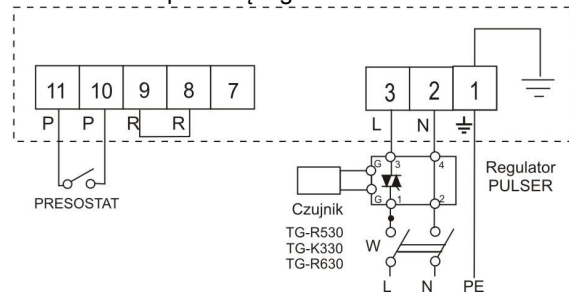 11 10 9 8 7
3 2 1
P P R R
L N
PRESOSTAT
G 3 4
G 1 2
Regulator
PULSER
Czujnik
TG-R530
TG-K330
TG-R630
W
L N PE